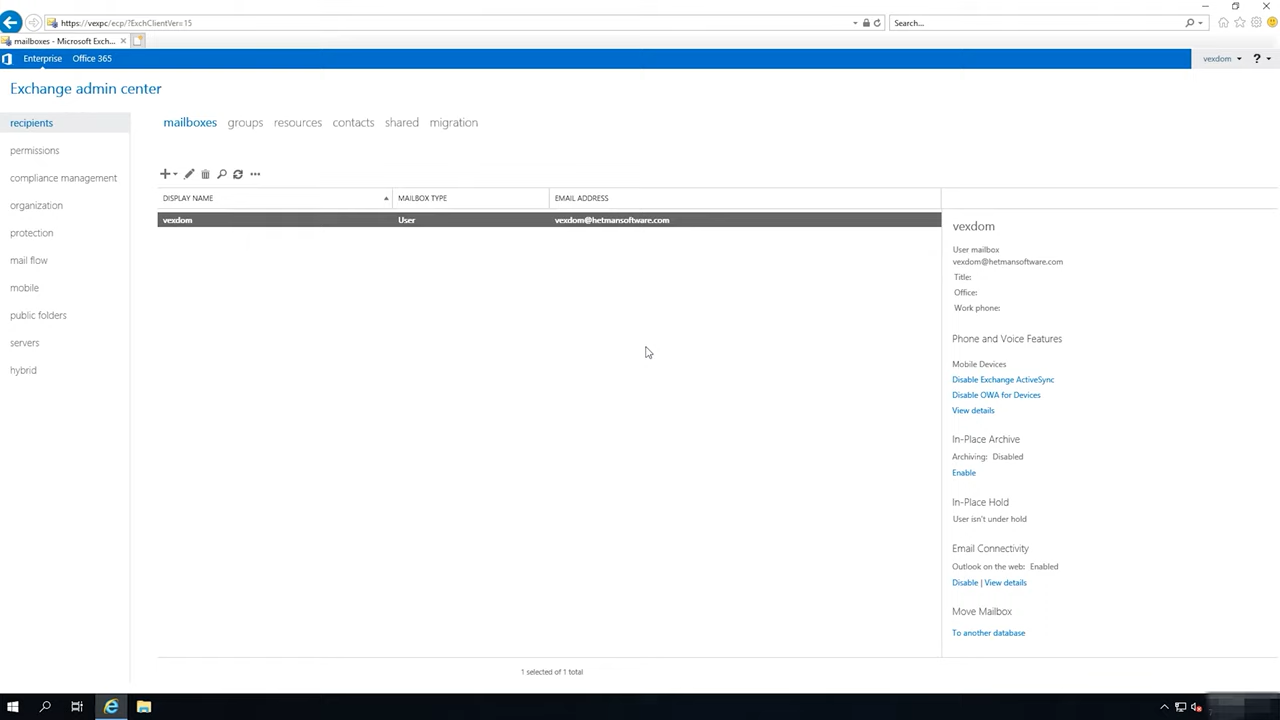 https://vexpc/ecp/?ExchClientVer=15
Search...
mailboxes - Microsoft Exch...
Enterprise Office 365
vexdom ?
Exchange admin center
recipients
permissions
compliance management
organization
protection
mail flow
mobile
public folders
servers
hybrid
mailboxes groups resources contacts shared migration
DISPLAY NAME MAILBOX TYPE EMAIL ADDRESS
vexdom User vexdom@hetmansoftware.com
1 selected of 1 total
vexdom
User mailbox
vexdom@hetmansoftware.com
Title:
Office:
Work phone:
Phone and Voice Features
Mobile Devices
Disable Exchange ActiveSync
Disable OWA for Devices
View details
In-Place Archive
Archiving: Disabled
Enable
In-Place Hold
User isn't under hold
Email Connectivity
Outlook on the web: Enabled
Disable | View details
Move Mailbox
To another database